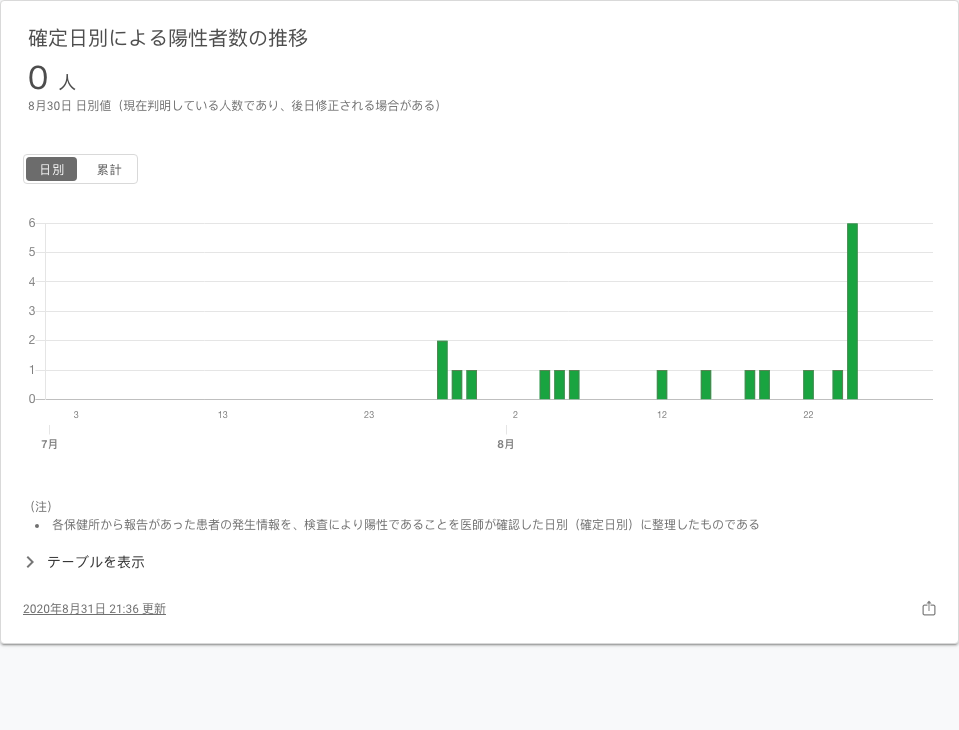 確定日別による陽性者数の推移
0 人
8月30日 日別値（現在判明している人数であり、後日修正される場合がある）
日別 累計
6
5
4
3
2
1
0
3 13 23 2 12 22
7月 8月
（注）
• 各保健所から報告があった患者の発生情報を、検査により陽性であることを医師が確認した日別（確定日別）に整理したものである
テーブルを表示
2020年8月31日 21:36 更新